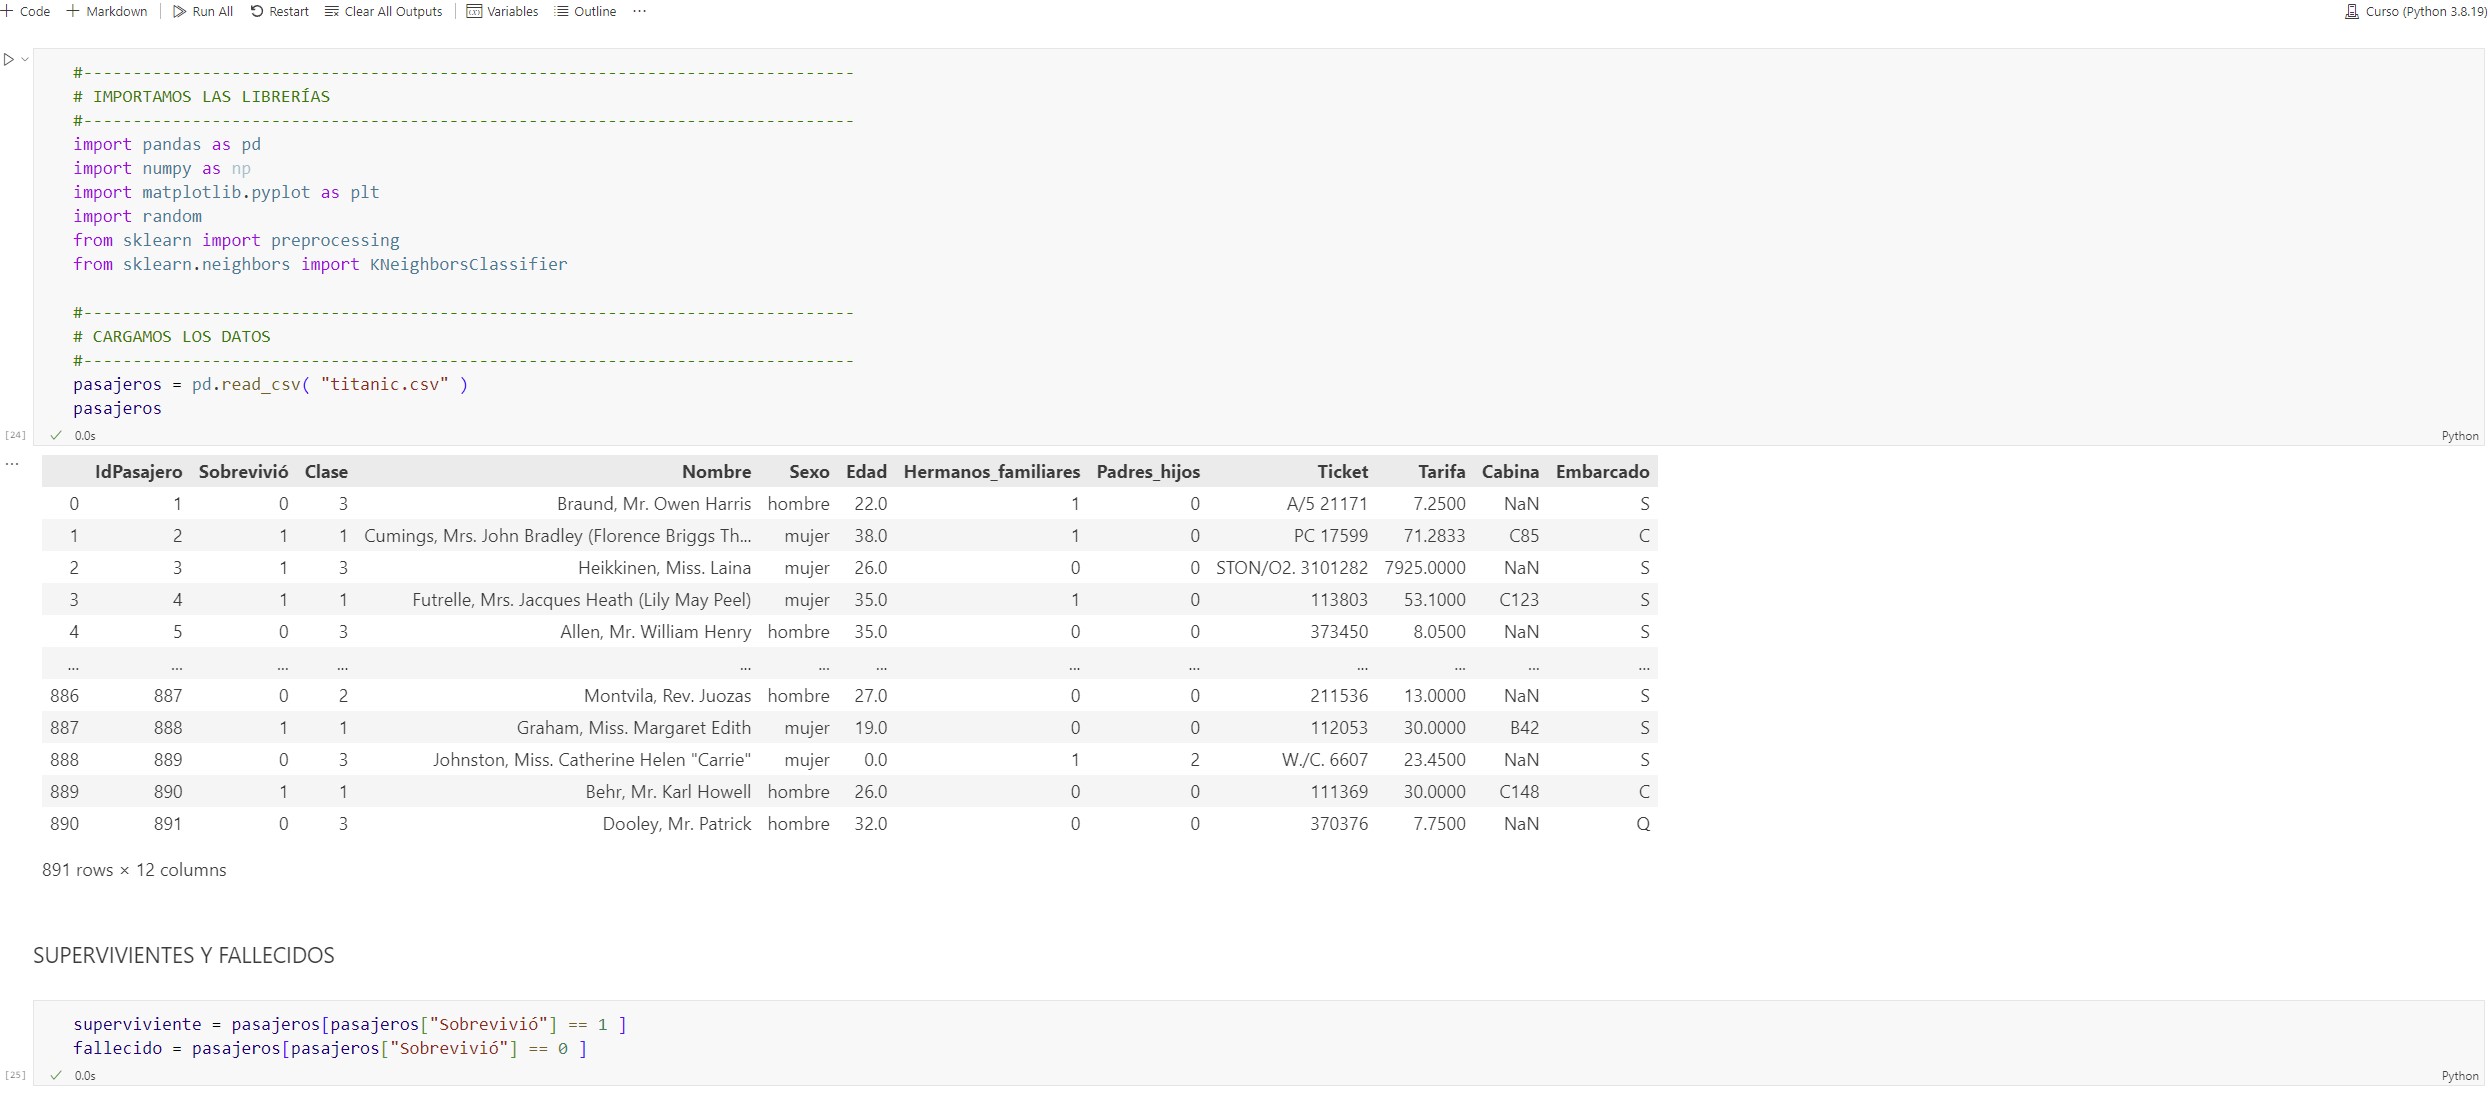 Code Markdown Run All Restart Clear All Outputs Variables Outline ... Curso (Python 3.8.19)
#------------------------------------------------------------------------------
# IMPORTAMOS LAS LIBRERÍAS
#------------------------------------------------------------------------------
import pandas as pd
import numpy as np
import matplotlib.pyplot as plt
import random
from sklearn import preprocessing
from sklearn.neighbors import KNeighborsClassifier
#------------------------------------------------------------------------------
# CARGAMOS LOS DATOS
#------------------------------------------------------------------------------
pasajeros = pd.read_csv( "titanic.csv" )
pasajeros
[24] 0.0s Python
...
IdPasajero Sobrevivió Clase Nombre Sexo Edad Hermanos_familiares Padres_hijos Ticket Tarifa Cabina Embarcado
0 1 0 3 Braund, Mr. Owen Harris hombre 22.0 1 0 A/5 21171 7.2500 NaN S
1 2 1 1 Cumings, Mrs. John Bradley (Florence Briggs Th... mujer 38.0 1 0 PC 17599 71.2833 C85 C
2 3 1 3 Heikkinen, Miss. Laina mujer 26.0 0 0 STON/O2. 3101282 7925.0000 NaN S
3 4 1 1 Futrelle, Mrs. Jacques Heath (Lily May Peel) mujer 35.0 1 0 113803 53.1000 C123 S
4 5 0 3 Allen, Mr. William Henry hombre 35.0 0 0 373450 8.0500 NaN S
... ... ... ... ... ... ... ... ... ... ... ... ...
886 887 0 2 Montvila, Rev. Juozas hombre 27.0 0 0 211536 13.0000 NaN S
887 888 1 1 Graham, Miss. Margaret Edith mujer 19.0 0 0 112053 30.0000 B42 S
888 889 0 3 Johnston, Miss. Catherine Helen "Carrie" mujer 0.0 1 2 W./C. 6607 23.4500 NaN S
889 890 1 1 Behr, Mr. Karl Howell hombre 26.0 0 0 111369 30.0000 C148 C
890 891 0 3 Dooley, Mr. Patrick hombre 32.0 0 0 370376 7.7500 NaN Q
891 rows × 12 columns
SUPERVIVIENTES Y FALLECIDOS
superviviente = pasajeros[pasajeros["Sobrevivió"] == 1 ]
fallecido = pasajeros[pasajeros["Sobrevivió"] == 0 ]
[25] 0.0s Python